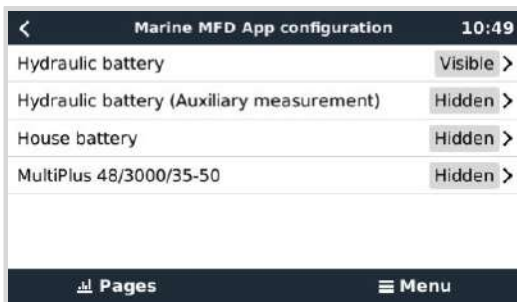 Marine MFD App configuration 10:49
Hydraulic battery Visible
Hydraulic battery (Auxiliary measurement) Hidden
House battery Hidden
MultiPlus 48/3000/35-50 Hidden
Pages Menu